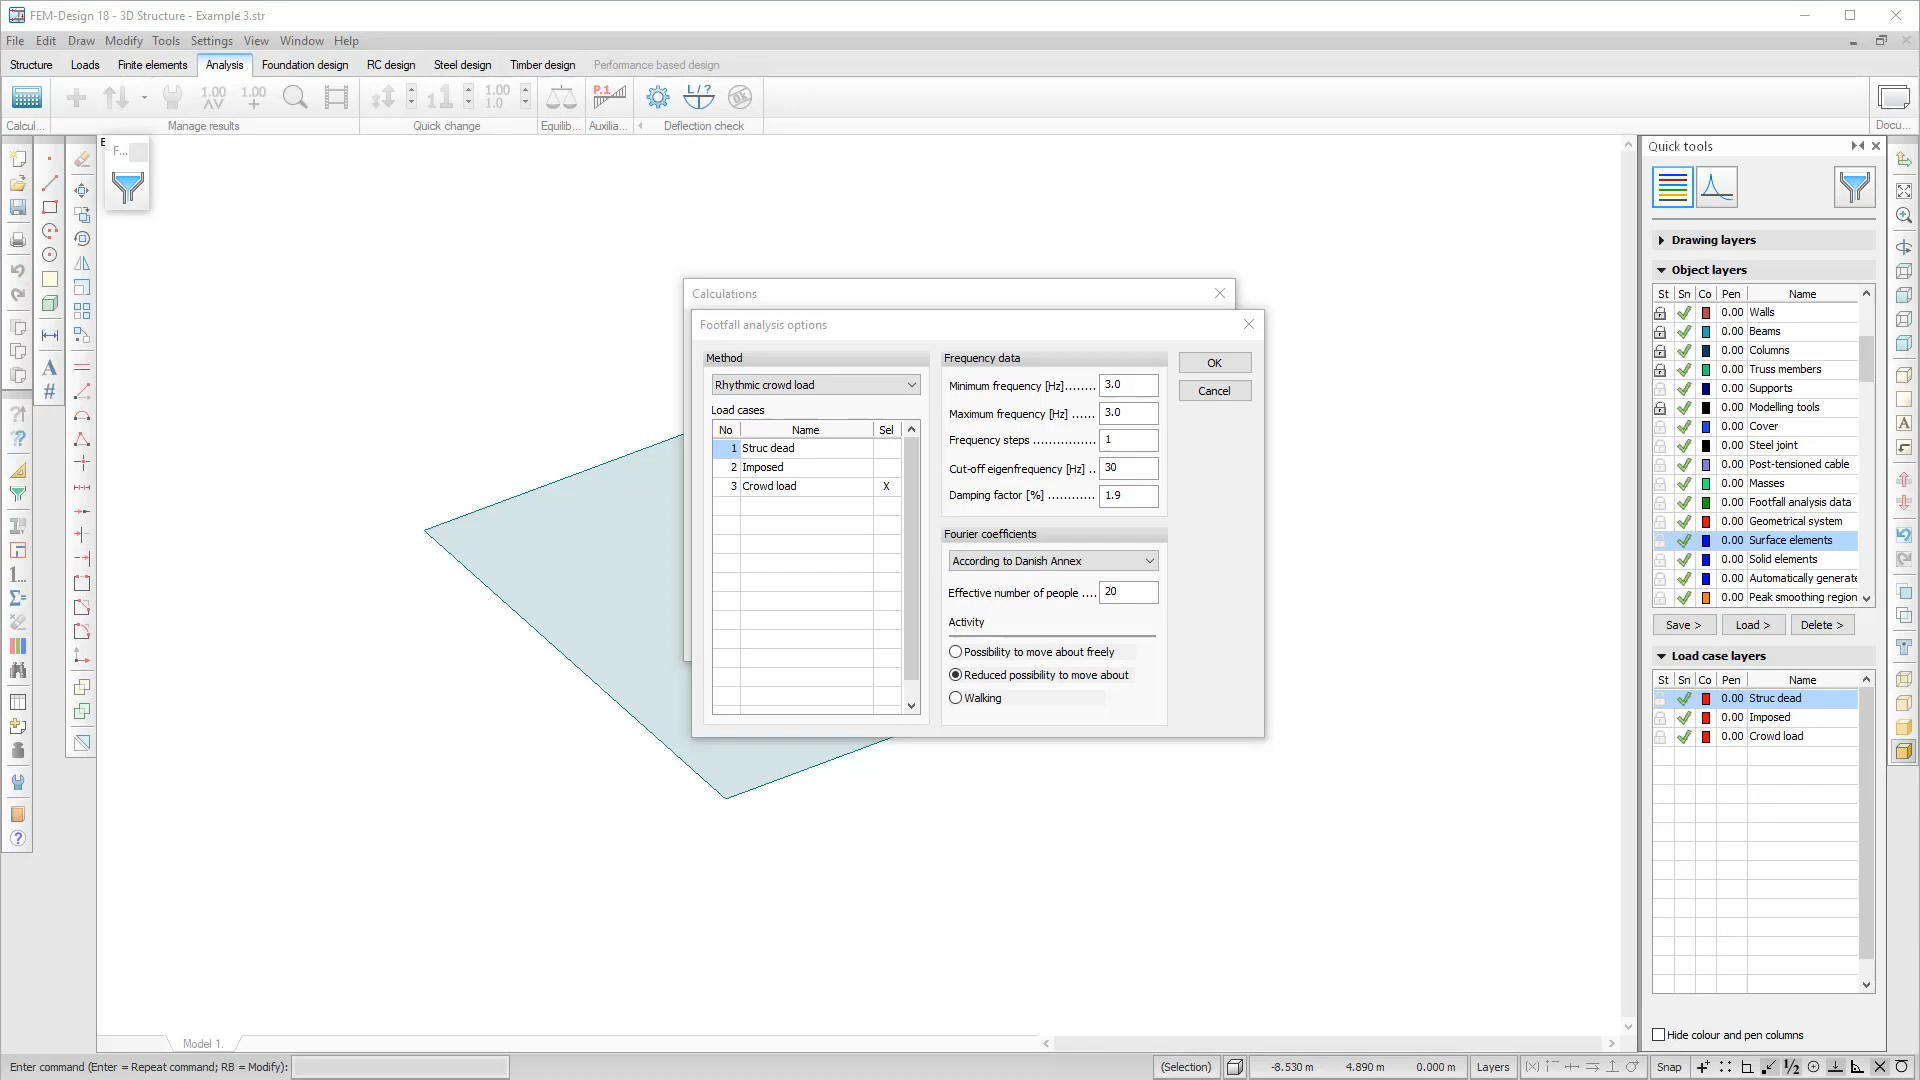 FEM-Design 18 - 3D Structure - Example 3.str
File Edit Draw Modify Tools Settings View Window Help
Structure Loads Finite elements Analysis Foundation design RC design Steel design Timber design Performance based design
Calcul... Manage results Quick change Equilib... Auxilia... Deflection check Docu...
F...
Quick tools
Drawing layers
Object layers
St Sn Co Pen Name
0.00 Walls
0.00 Beams
0.00 Columns
0.00 Truss members
0.00 Supports
0.00 Modelling tools
0.00 Cover
0.00 Steel joint
0.00 Post-tensioned cable
0.00 Masses
0.00 Footfall analysis data
0.00 Geometrical system
0.00 Surface elements
0.00 Solid elements
0.00 Automatically generate
0.00 Peak smoothing region
Save > Load > Delete >
Load case layers
St Sn Co Pen Name
0.00 Struc dead
0.00 Imposed
0.00 Crowd load
Hide colour and pen columns
Calculations
Footfall analysis options
Method
Rhythmic crowd load
Load cases
No Name Sel
1 Struc dead
2 Imposed
3 Crowd load X
Frequency data
Minimum frequency [Hz]....... 3.0
Maximum frequency [Hz] ...... 3.0
Frequency steps ................ 1
Cut-off eigenfrequency [Hz] .. 30
Damping factor [%] ............ 1.9
Fourier coefficients
According to Danish Annex
Effective number of people .... 20
Activity
Possibility to move about freely
Reduced possibility to move about
Walking
OK
Cancel
Model 1.
Enter command (Enter = Repeat command; RB = Modify):
(Selection) -8.530 m 4.890 m 0.000 m Layers Snap